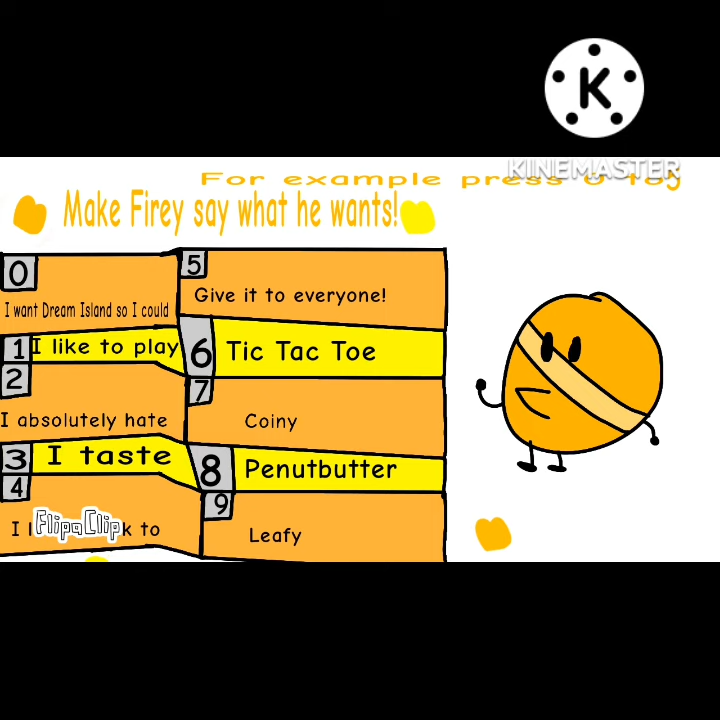 K
KINEMASTER
For example press
Make Firey say what he wants!
0
I want Dream Island so I could
1
I like to play
2
I absolutely hate
3
I taste
4
I
to
FlipaClip
5
Give it to everyone!
6
Tic Tac Toe
7
Coiny
8
Penutbutter
9
Leafy